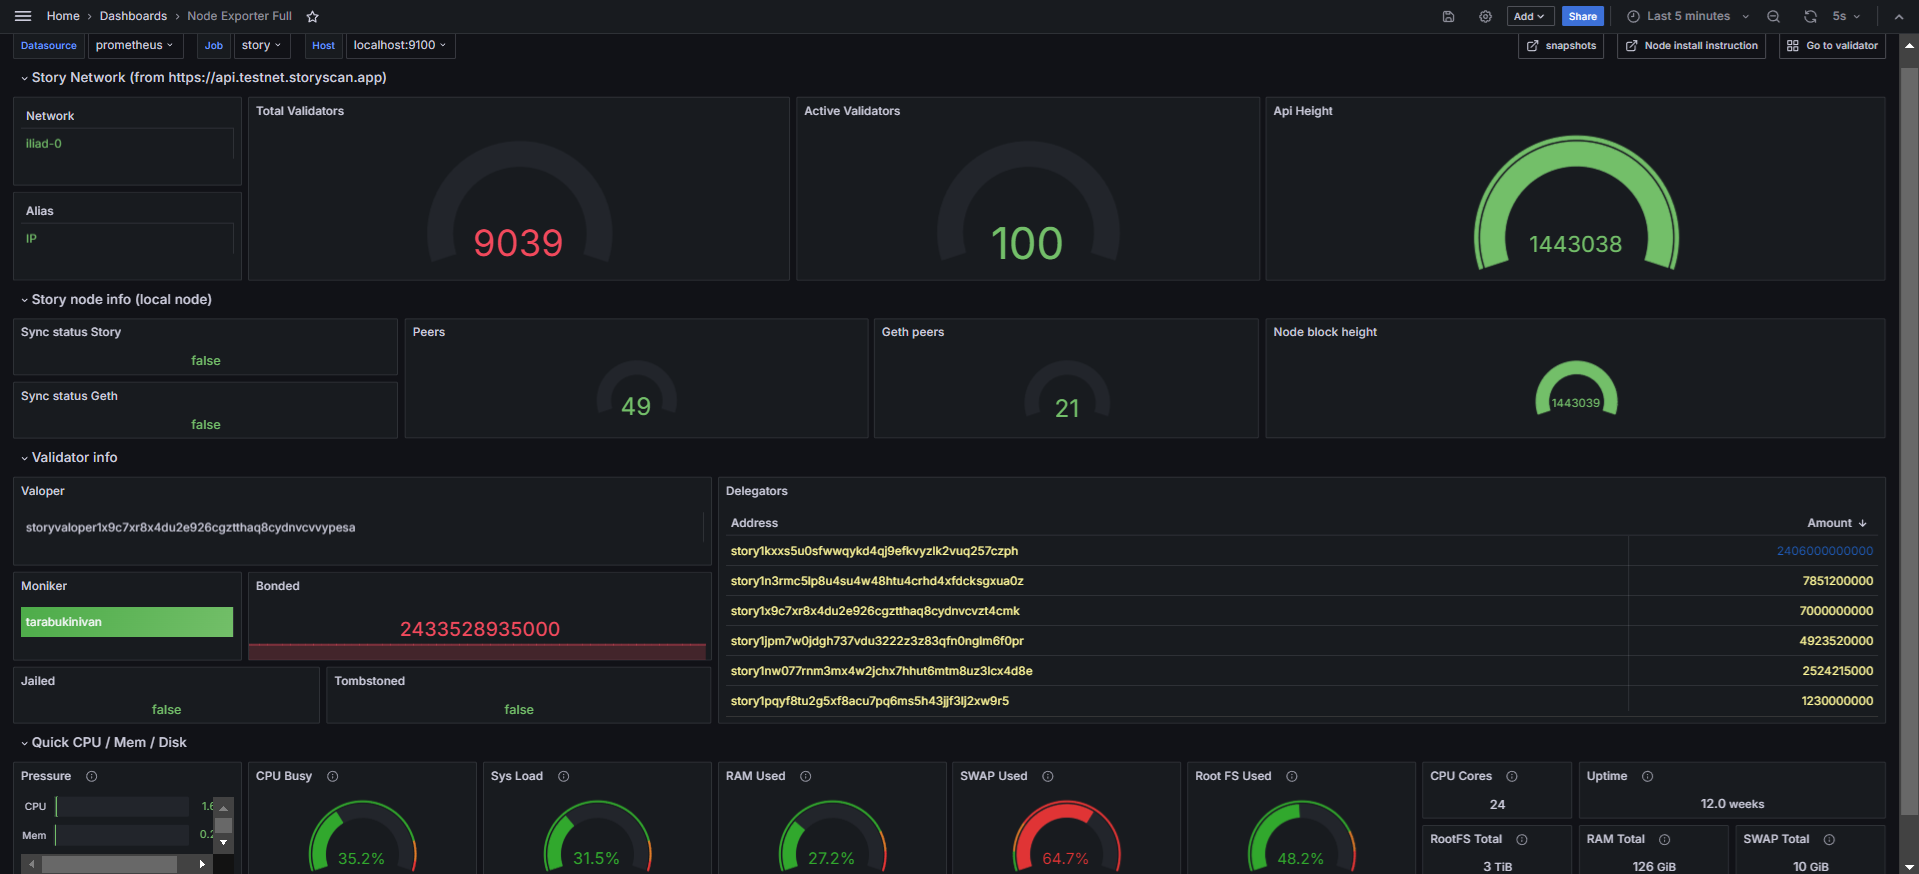 Home › Dashboards › Node Exporter Full
Add
Share
Last 5 minutes
5s
Datasource prometheus
Job story
Host localhost:9100
snapshots
Node install instruction
Go to validator
Story Network (from https://api.testnet.storyscan.app)
Network
iliad-0
Alias
IP
Total Validators
9039
Active Validators
100
Api Height
1443038
Story node info (local node)
Sync status Story
false
Sync status Geth
false
Peers
49
Geth peers
21
Node block height
1443039
Validator info
Valoper
storyvaloper1x9c7xr8x4du2e926cgztthaq8cydnvcvvypesa
Moniker
tarabukinivan
Bonded
2433528935000
Jailed
false
Tombstoned
false
Delegators
Address Amount
story1kxxs5u0sfwwqykd4qj9efkvyzlk2vuq257czph 2406000000000
story1n3rmc5lp8u4su4w48htu4crhd4xfdcksgxua0z 7851200000
story1x9c7xr8x4du2e926cgztthaq8cydnvcvzt4cmk 7000000000
story1jpm7w0jdgh737vdu3222z3z83qfn0nglm6f0pr 4923520000
story1nw077rnm3mx4w2jchx7hhut6mtm8uz3lcx4d8e 2524215000
story1pqyf8tu2g5xf8acu7pq6ms5h43jjf3lj2xw9r5 1230000000
Quick CPU / Mem / Disk
Pressure
CPU
Mem
CPU Busy
35.2%
Sys Load
31.5%
RAM Used
27.2%
SWAP Used
64.7%
Root FS Used
48.2%
CPU Cores
24
Uptime
12.0 weeks
RootFS Total
3 TiB
RAM Total
126 GiB
SWAP Total
10 GiB